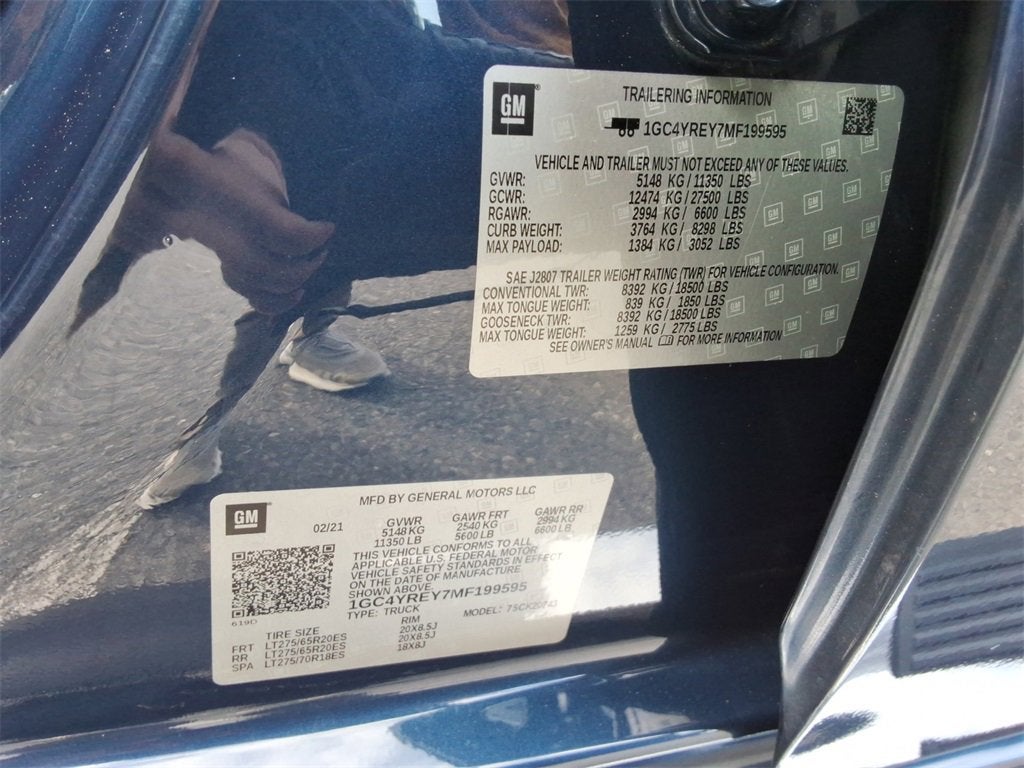 GM
TRAILERING INFORMATION
1GC4YREY7MF199595
VEHICLE AND TRAILER MUST NOT EXCEED ANY OF THESE VALUES.
GVWR: 5148 KG / 11350 LBS
GCWR: 12474 KG / 27500 LBS
RGAWR: 2994 KG / 6600 LBS
CURB WEIGHT: 3764 KG / 8298 LBS
MAX PAYLOAD: 1384 KG / 3052 LBS
SAE J2807 TRAILER WEIGHT RATING (TWR) FOR VEHICLE CONFIGURATION.
CONVENTIONAL TWR: 8392 KG / 18500 LBS
MAX TONGUE WEIGHT: 839 KG / 1850 LBS
GOOSENECK TWR: 8392 KG / 18500 LBS
MAX TONGUE WEIGHT: 1259 KG / 2775 LBS
SEE OWNER'S MANUAL FOR MORE INFORMATION
GM
MFD BY GENERAL MOTORS LLC
02/21 GVWR GAWR FRT GAWR RR
5148 KG 2540 KG 2994 KG
11350 LB 5600 LB 6600 LB
THIS VEHICLE CONFORMS TO ALL
APPLICABLE U.S. FEDERAL MOTOR
VEHICLE SAFETY STANDARDS IN EFFECT
ON THE DATE OF MANUFACTURE
SHOWN ABOVE.
1GC4YREY7MF199595
619D
TYPE: TRUCK MODEL:
TIRE SIZE RIM
FRT LT275/65R20ES 20X8.5J
RR LT275/65R20ES 20X8.5J
SPA LT275/70R18ES 18X8J